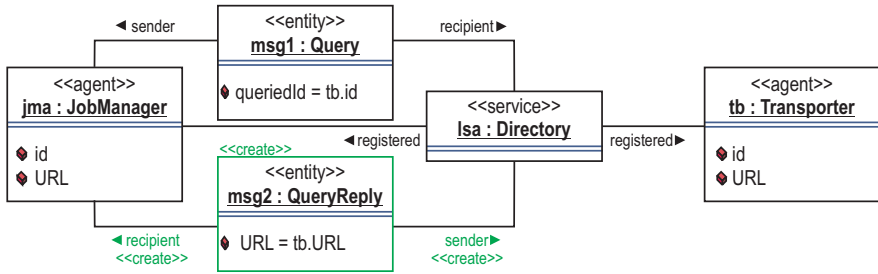 <<entity>>
msg1 : Query
queriedId = tb.id
◄ sender
recipient►
<<agent>>
jma : JobManager
id
URL
<<service>>
lsa : Directory
◄ registered
registered►
<<agent>>
tb : Transporter
id
URL
<<create>>
<<entity>>
msg2 : QueryReply
URL = tb.URL
◄ recipient
<<create>>
sender►
<<create>>